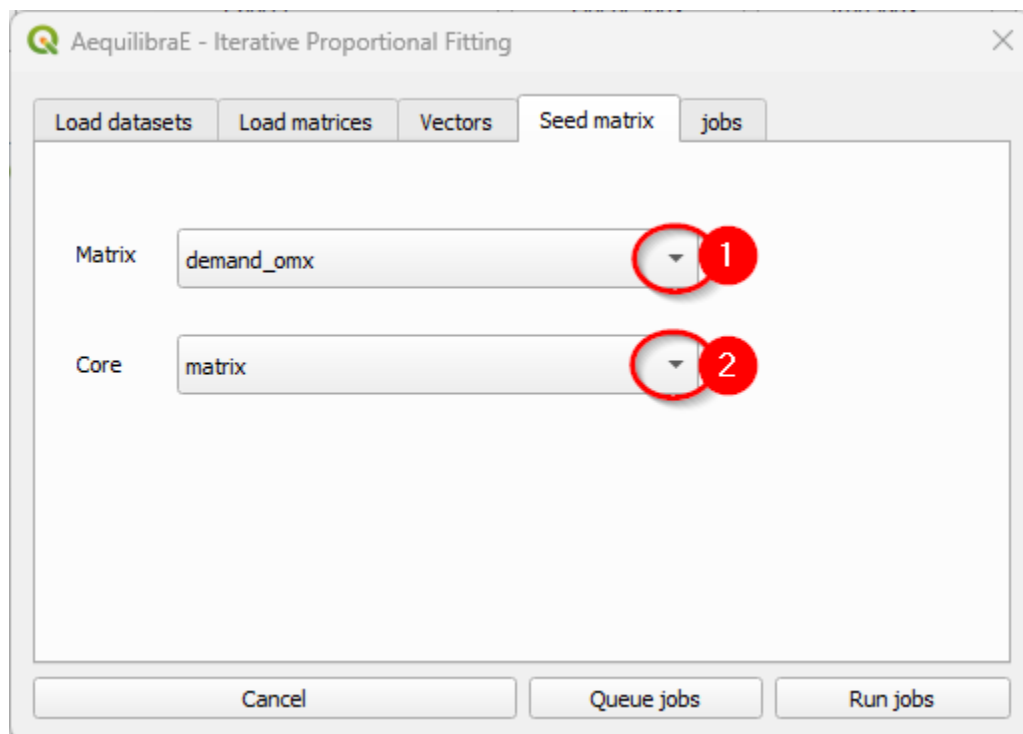 AequilibraE - Iterative Proportional Fitting
Load datasets Load matrices Vectors Seed matrix jobs
Matrix demand_omx 1
Core matrix 2
Cancel Queue jobs Run jobs